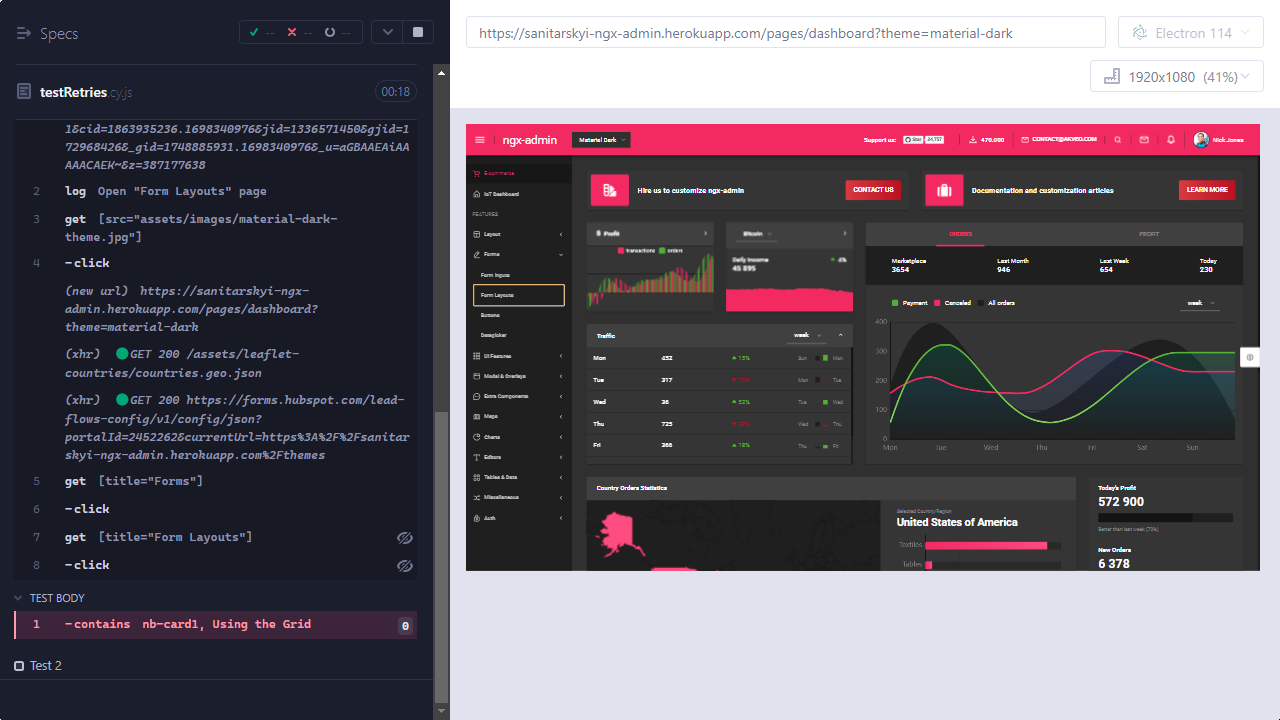 Specs
--
--
--
testRetries.cy.js
00:18
1&cid=1863935236.1698340976&jid=1336571450&gjid=1
729684​26&_gid=174888592.1698340976&_u=aGBAAEAiAA
AAACAEK~&z=387177638
2 log Open "Form Layouts" page
3 get [src="assets/images/material-dark-
theme.jpg"]
4 -click
(new url) https://sanitarskyi-ngx-
admin.herokuapp.com/pages/dashboard?
theme=material-dark
(xhr) GET 200 /assets/leaflet-
countries/countries.geo.json
(xhr) GET 200 https://forms.hubspot.com/lead-
flows-config/v1/config/json?
portalId=2452262&currentUrl=https%3A%2F%2Fsanitar
skyi-ngx-admin.herokuapp.com%2Fthemes
5 get [title="Forms"]
6 -click
7 get [title="Form Layouts"]
8 -click
TEST BODY
1 -contains nb-card1, Using the Grid 0
Test 2
https://sanitarskyi-ngx-admin.herokuapp.com/pages/dashboard?theme=material-dark
Electron 114
1920x1080 (41%)
ngx-admin
Material Dark
Support us:
Star
24,757
470.000
CONTACT@AKVEO.COM
Nick Jones
E-commerce
IoT Dashboard
FEATURES
Layout
Forms
Form Inputs
Form Layouts
Buttons
Datepicker
UI Features
Modal & Overlays
Extra Components
Maps
Charts
Editors
Tables & Data
Miscellaneous
Auth
Hire us to customize ngx-admin
CONTACT US
Documentation and customization articles
LEARN MORE
$ Profit
transactions orders
Bitcoin
Daily Income
45 895
4%
Traffic
week
Mon 452 15% Sun Mon
Tue 317 Mon Tue
Wed 36 52% Tue Wed
Thu 725 Wed Thu
Fri 366 18% Thu Fri
ORDERS
PROFIT
Marketplace
3654
Last Month
946
Last Week
654
Today
230
Payment Canceled All orders
week
400
300
200
100
0
Mon Tue Wed Thu Fri Sat Sun
Country Orders Statistics
Selected Country/Region
United States of America
Textiles
Tables
Today's Profit
572 900
Better than last week (70%)
New Orders
6 378